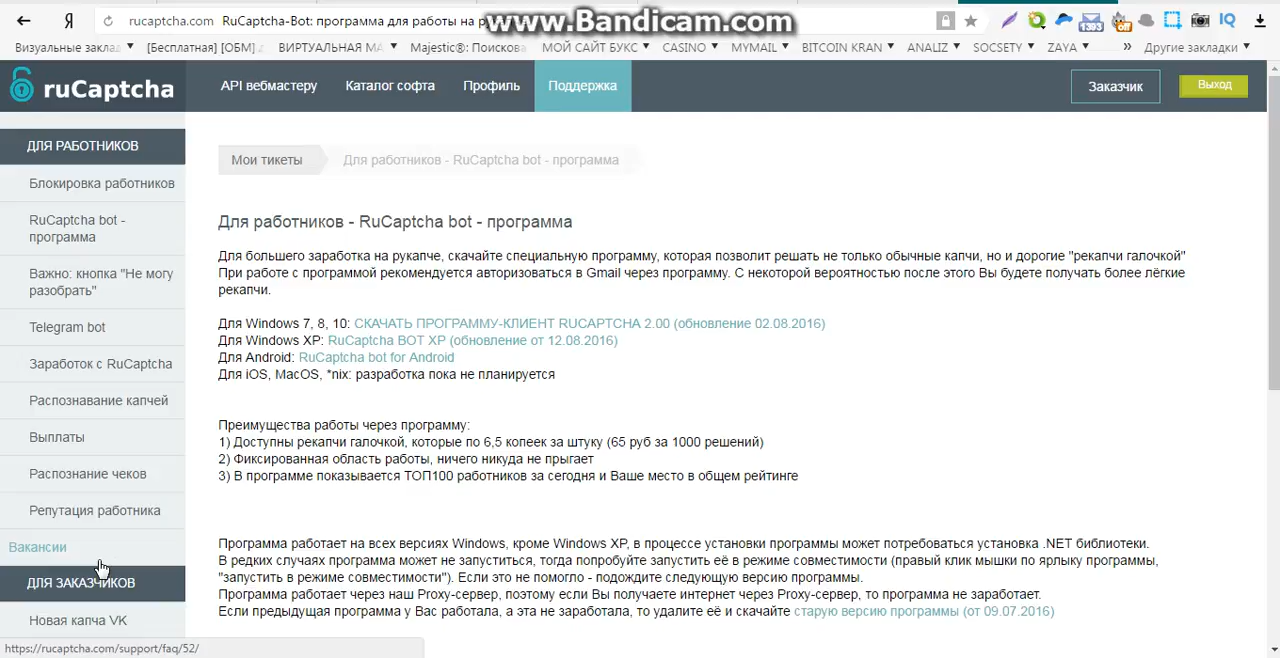 Я rucaptcha.com RuCaptcha-Bot: программа для работы на р
www.Bandicam.com
1393 off IQ
Визуальные заклад [Бесплатная] [ОБМ] ВИРТУАЛЬНАЯ МА Majestic®: Поискова МОЙ САЙТ БУКС CASINO MYMAIL BITCOIN KRAN ANALIZ SOCSETY ZAYA » Другие закладки
ruCaptcha API вебмастеру Каталог софта Профиль Поддержка Заказчик Выход
ДЛЯ РАБОТНИКОВ
Блокировка работников
RuCaptcha bot -
программа
Важно: кнопка "Не могу
разобрать"
Telegram bot
Заработок с RuCaptcha
Распознавание капчей
Выплаты
Распознание чеков
Репутация работника
Вакансии
ДЛЯ ЗАКАЗЧИКОВ
Новая капча VK
https://rucaptcha.com/support/faq/52/
Мои тикеты Для работников - RuCaptcha bot - программа
Для работников - RuCaptcha bot - программа
Для большего заработка на рукапче, скачайте специальную программу, которая позволит решать не только обычные капчи, но и дорогие "рекапчи галочкой"
При работе с программой рекомендуется авторизоваться в Gmail через программу. С некоторой вероятностью после этого Вы будете получать более лёгкие
рекапчи.
Для Windows 7, 8, 10: СКАЧАТЬ ПРОГРАММУ-КЛИЕНТ RUCAPTCHA 2.00 (обновление 02.08.2016)
Для Windows XP: RuCaptcha BOT XP (обновление от 12.08.2016)
Для Android: RuCaptcha bot for Android
Для iOS, MacOS, *nix: разработка пока не планируется
Преимущества работы через программу:
1) Доступны рекапчи галочкой, которые по 6,5 копеек за штуку (65 руб за 1000 решений)
2) Фиксированная область работы, ничего никуда не прыгает
3) В программе показывается ТОП100 работников за сегодня и Ваше место в общем рейтинге
Программа работает на всех версиях Windows, кроме Windows XP, в процессе установки программы может потребоваться установка .NET библиотеки.
В редких случаях программа может не запуститься, тогда попробуйте запустить её в режиме совместимости (правый клик мышки по ярлыку программы,
"запустить в режиме совместимости"). Если это не помогло - подождите следующую версию программы.
Программа работает через наш Proxy-сервер, поэтому если Вы получаете интернет через Proxy-сервер, то программа не заработает.
Если предыдущая программа у Вас работала, а эта не заработала, то удалите её и скачайте старую версию программы (от 09.07.2016)